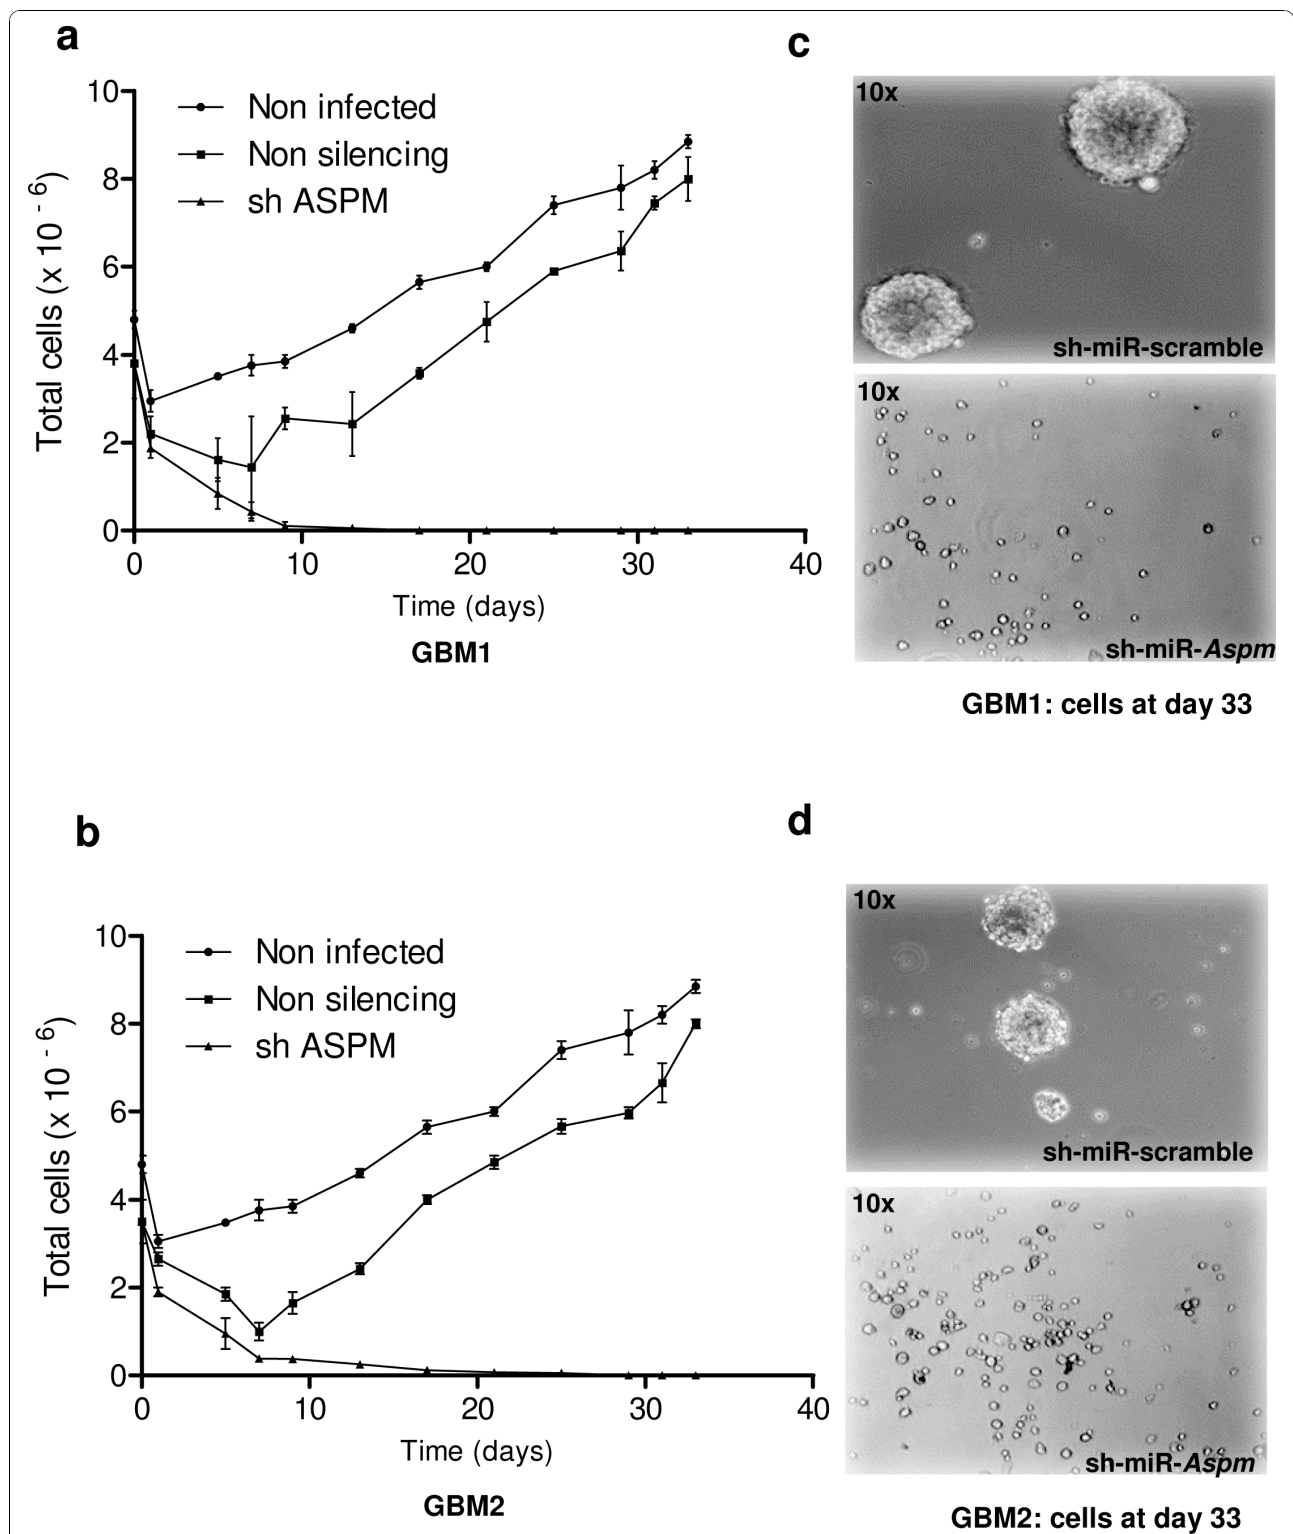 a
10
8
6
4
2
0
Total cells (x 10 - 6)
Non infected
Non silencing
sh ASPM
0 10 20 30 40
Time (days)
GBM1
c
10x
sh-miR-scramble
10x
sh-miR-Aspm
GBM1: cells at day 33
b
10
8
6
4
2
0
Total cells (x 10 - 6)
Non infected
Non silencing
sh ASPM
0 10 20 30 40
Time (days)
GBM2
d
10x
sh-miR-scramble
10x
sh-miR-Aspm
GBM2: cells at day 33